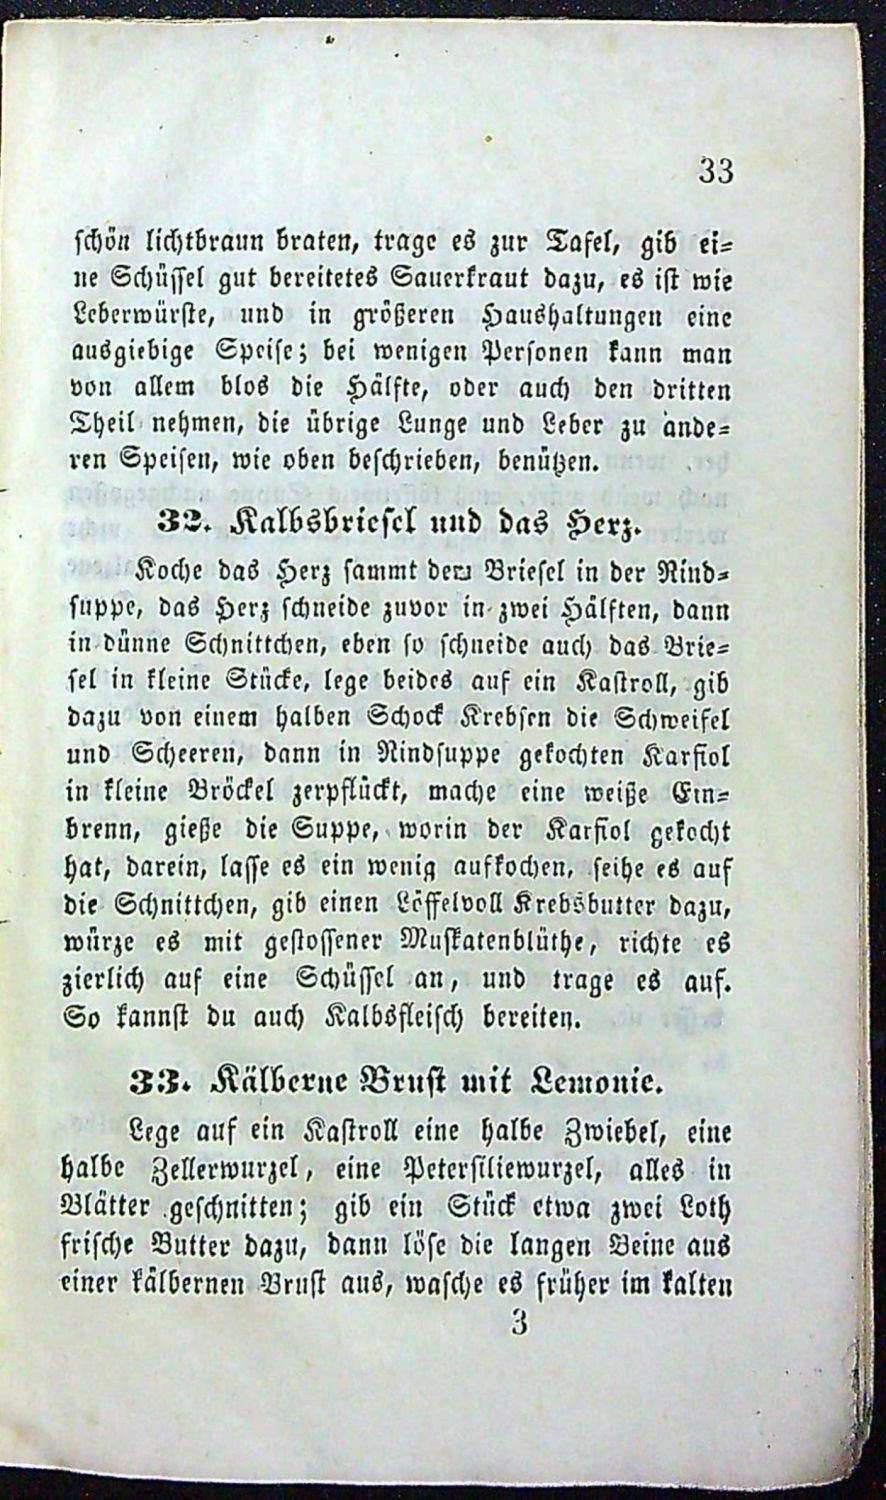 33
schön lichtbraun braten, trage es zur Tafel, gib ei=
ne Schüssel gut bereitetes Sauerkraut dazu, es ist wie
Leberwürste, und in größeren Haushaltungen eine
ausgiebige Speise; bei wenigen Personen kann man
von allem blos die Hälfte, oder auch den dritten
Theil nehmen, die übrige Lunge und Leber zu ande=
ren Speisen, wie oben beschrieben, benützen.
32. Kalbsbriesel und das Herz.
Koche das Herz sammt dem Briesel in der Rind=
suppe, das Herz schneide zuvor in zwei Hälften, dann
in dünne Schnittchen, eben so schneide auch das Brie=
sel in kleine Stücke, lege beides auf ein Kastroll, gib
dazu von einem halben Schock Krebsen die Schweifel
und Scheeren, dann in Rindsuppe gekochten Karfiol
in kleine Bröckel zerpflückt, mache eine weiße Ein=
brenn, gieße die Suppe, worin der Karfiol gekocht
hat, darein, lasse es ein wenig aufkochen, seihe es auf
die Schnittchen, gib einen Löffelvoll Krebsbutter dazu,
würze es mit gestossener Muskatenblüthe, richte es
zierlich auf eine Schüssel an, und trage es auf.
So kannst du auch Kalbsfleisch bereiten.
33. Kälberne Brust mit Lemonie.
Lege auf ein Kastroll eine halbe Zwiebel, eine
halbe Zellerwurzel, eine Petersiliewurzel, alles in
Blätter geschnitten; gib ein Stück etwa zwei Loth
frische Butter dazu, dann löse die langen Beine aus
einer kälbernen Brust aus, wasche es früher im kalten
3